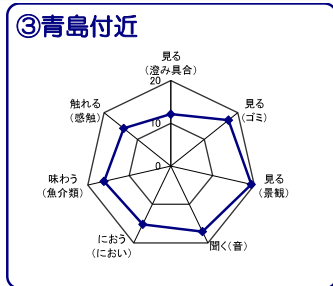 ③青島付近
見る
(澄み具合)
20
見る
(ゴミ)
触れる
(感触)
10
0
味わう
(魚介類)
見る
(景観)
におう
(におい)
聞く(音)